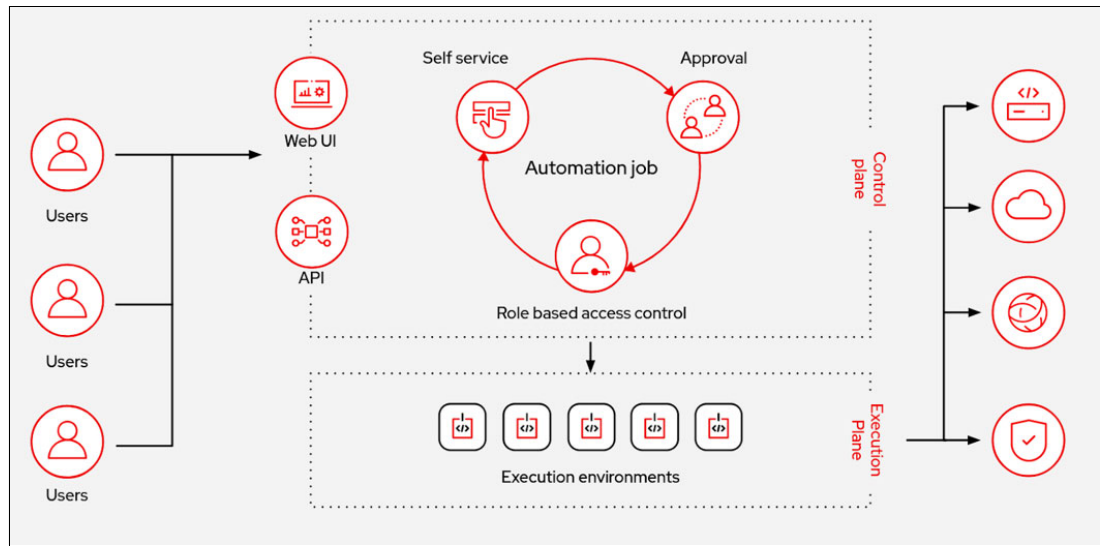 Self service
Approval
Web UI
Users
Automation job
Control
plane
API
Role based access control
Users
Execution
Plane
Execution environments
Users
</>
</>
</>
</>
</>
</>